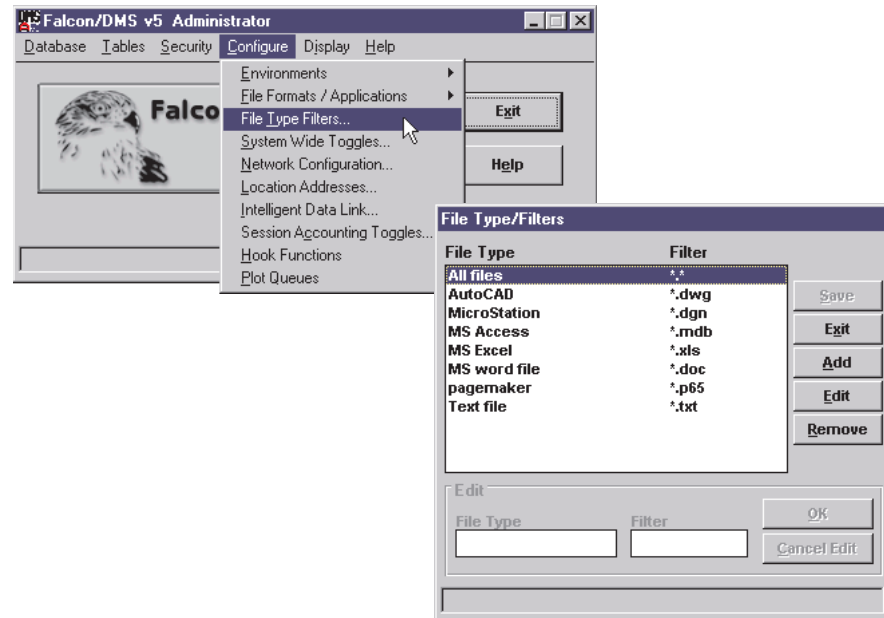 Falcon/DMS v5 Administrator
Database Tables Security Configure Display Help
Environments
File Formats / Applications
File Type Filters...
System Wide Toggles...
Network Configuration...
Location Addresses...
Intelligent Data Link...
Session Accounting Toggles...
Hook Functions
Plot Queues
Falco
Exit
Help
File Type/Filters
File Type Filter
All files *.*
AutoCAD *.dwg
MicroStation *.dgn
MS Access *.mdb
MS Excel *.xls
MS word file *.doc
pagemaker *.p65
Text file *.txt
Save
Exit
Add
Edit
Remove
Edit
File Type Filter
OK
Cancel Edit